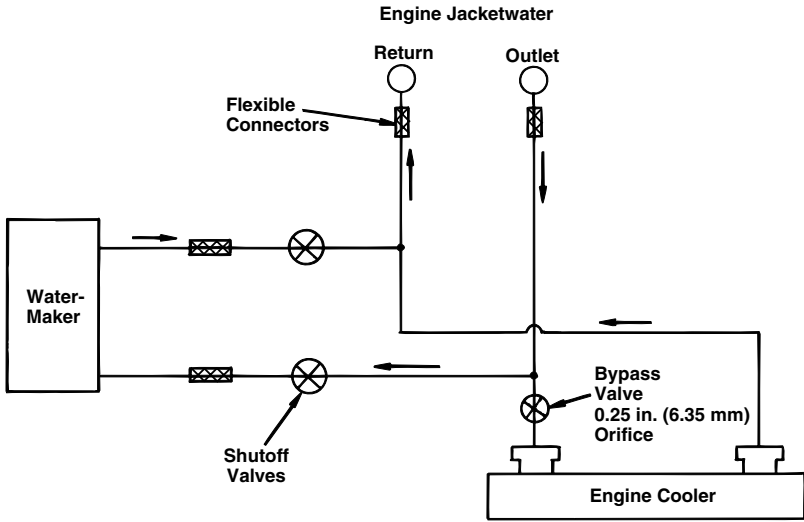 Engine Jacketwater
Return
Outlet
Flexible
Connectors
Water-
Maker
Shutoff
Valves
Bypass
Valve
0.25 in. (6.35 mm)
Orifice
Engine Cooler